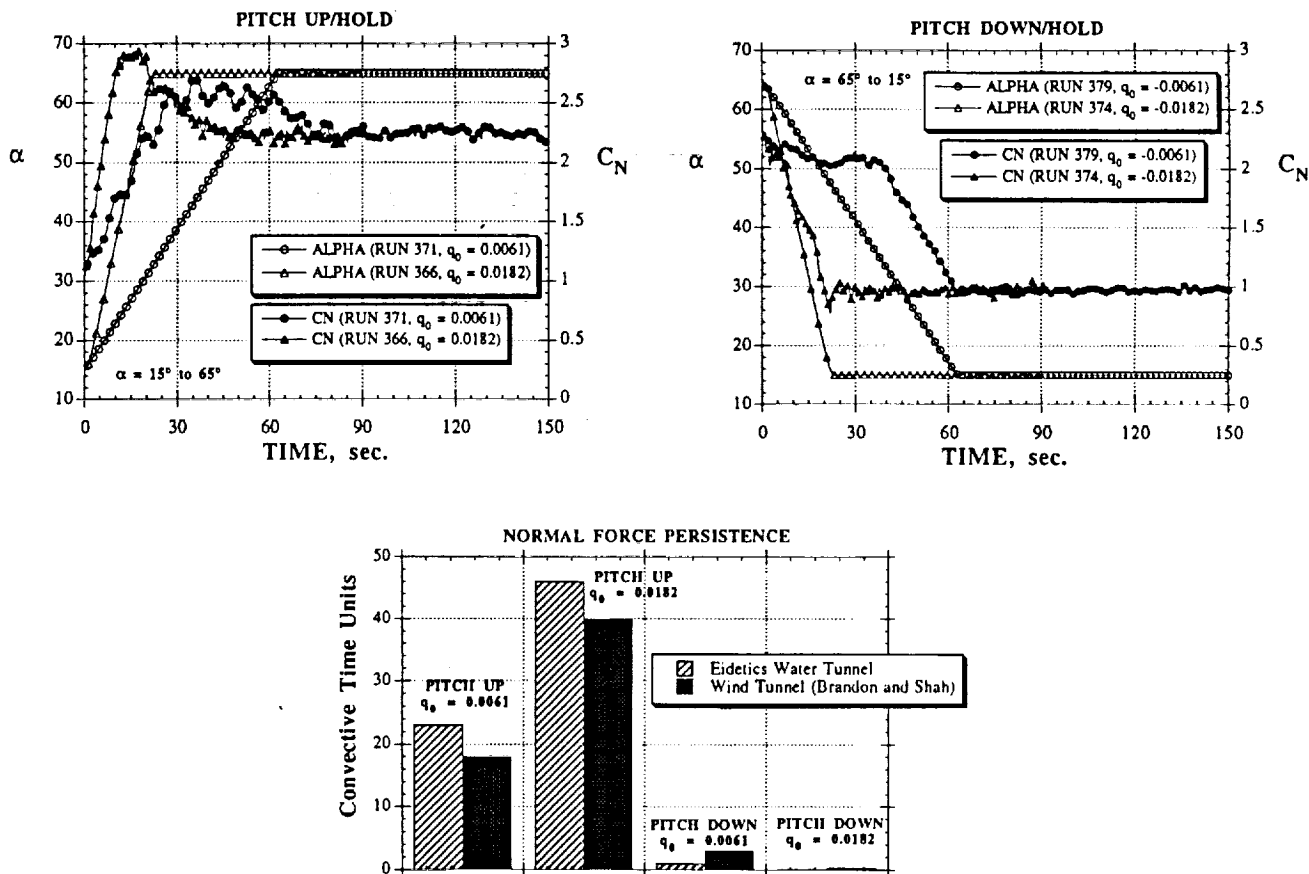 PITCH UP/HOLD
70
60
50
40
30
20
10
α
3
2.5
2
1.5
1
0.5
0
C_N
ALPHA (RUN 371, q₀ = 0.0061)
ALPHA (RUN 366, q₀ = 0.0182)
CN (RUN 371, q₀ = 0.0061)
CN (RUN 366, q₀ = 0.0182)
α = 15° to 65°
0 30 60 90 120 150
TIME, sec.
PITCH DOWN/HOLD
70
60
50
40
30
20
10
α
3
2.5
2
1.5
1
0.5
0
C_N
α = 65° to 15°
ALPHA (RUN 379, q₀ = -0.0061)
ALPHA (RUN 374, q₀ = -0.0182)
CN (RUN 379, q₀ = -0.0061)
CN (RUN 374, q₀ = -0.0182)
0 30 60 90 120 150
TIME, sec.
NORMAL FORCE PERSISTENCE
Convective Time Units
50
40
30
20
10
0
PITCH UP
q₀ = 0.0061
PITCH UP
q₀ = 0.0182
Eidetics Water Tunnel
Wind Tunnel (Brandon and Shah)
PITCH DOWN
q₀ = 0.0061
PITCH DOWN
q₀ = 0.0182